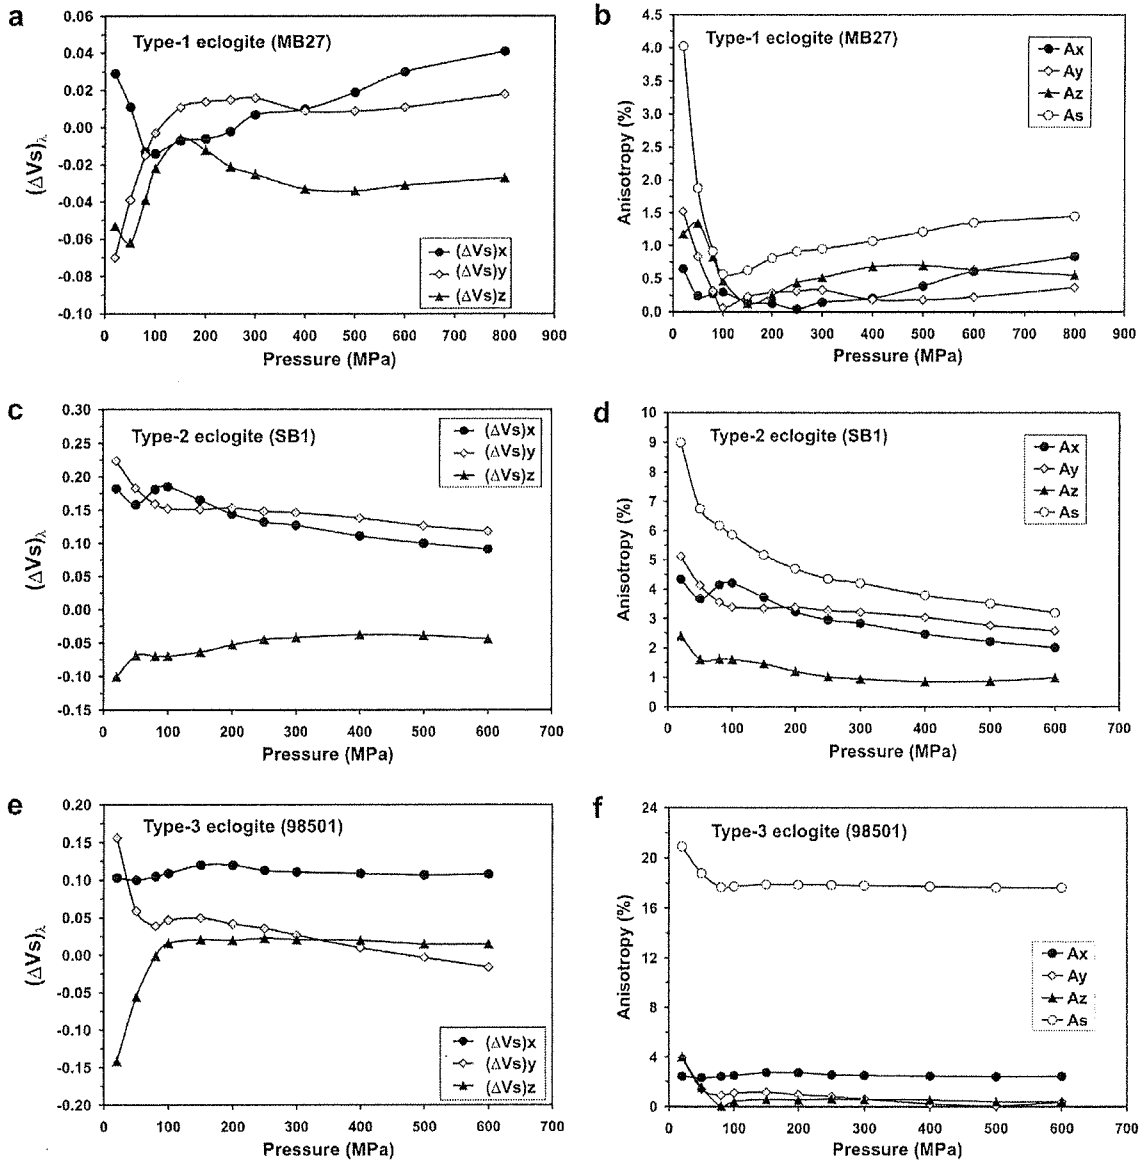 a
Type-1 eclogite (MB27)
0.06
0.04
0.02
0.00
-0.02
-0.04
-0.06
-0.08
-0.10
(ΔVs)λ
(ΔVs)x
(ΔVs)y
(ΔVs)z
0 100 200 300 400 500 600 700 800 900
Pressure (MPa)
b
Type-1 eclogite (MB27)
4.5
4.0
3.5
3.0
2.5
2.0
1.5
1.0
0.5
0.0
Anisotropy (%)
Ax
Ay
Az
As
0 100 200 300 400 500 600 700 800 900
Pressure (MPa)
c
Type-2 eclogite (SB1)
0.30
0.25
0.20
0.15
0.10
0.05
0.00
-0.05
-0.10
-0.15
(ΔVs)λ
(ΔVs)x
(ΔVs)y
(ΔVs)z
0 100 200 300 400 500 600 700
Pressure (MPa)
d
Type-2 eclogite (SB1)
10
9
8
7
6
5
4
3
2
1
0
Anisotropy (%)
Ax
Ay
Az
As
0 100 200 300 400 500 600 700
Pressure (MPa)
e
Type-3 eclogite (98501)
0.20
0.15
0.10
0.05
0.00
-0.05
-0.10
-0.15
-0.20
(ΔVs)λ
(ΔVs)x
(ΔVs)y
(ΔVs)z
0 100 200 300 400 500 600 700
Pressure (MPa)
f
Type-3 eclogite (98501)
24
20
16
12
8
4
0
Anisotropy (%)
Ax
Ay
Az
As
0 100 200 300 400 500 600 700
Pressure (MPa)